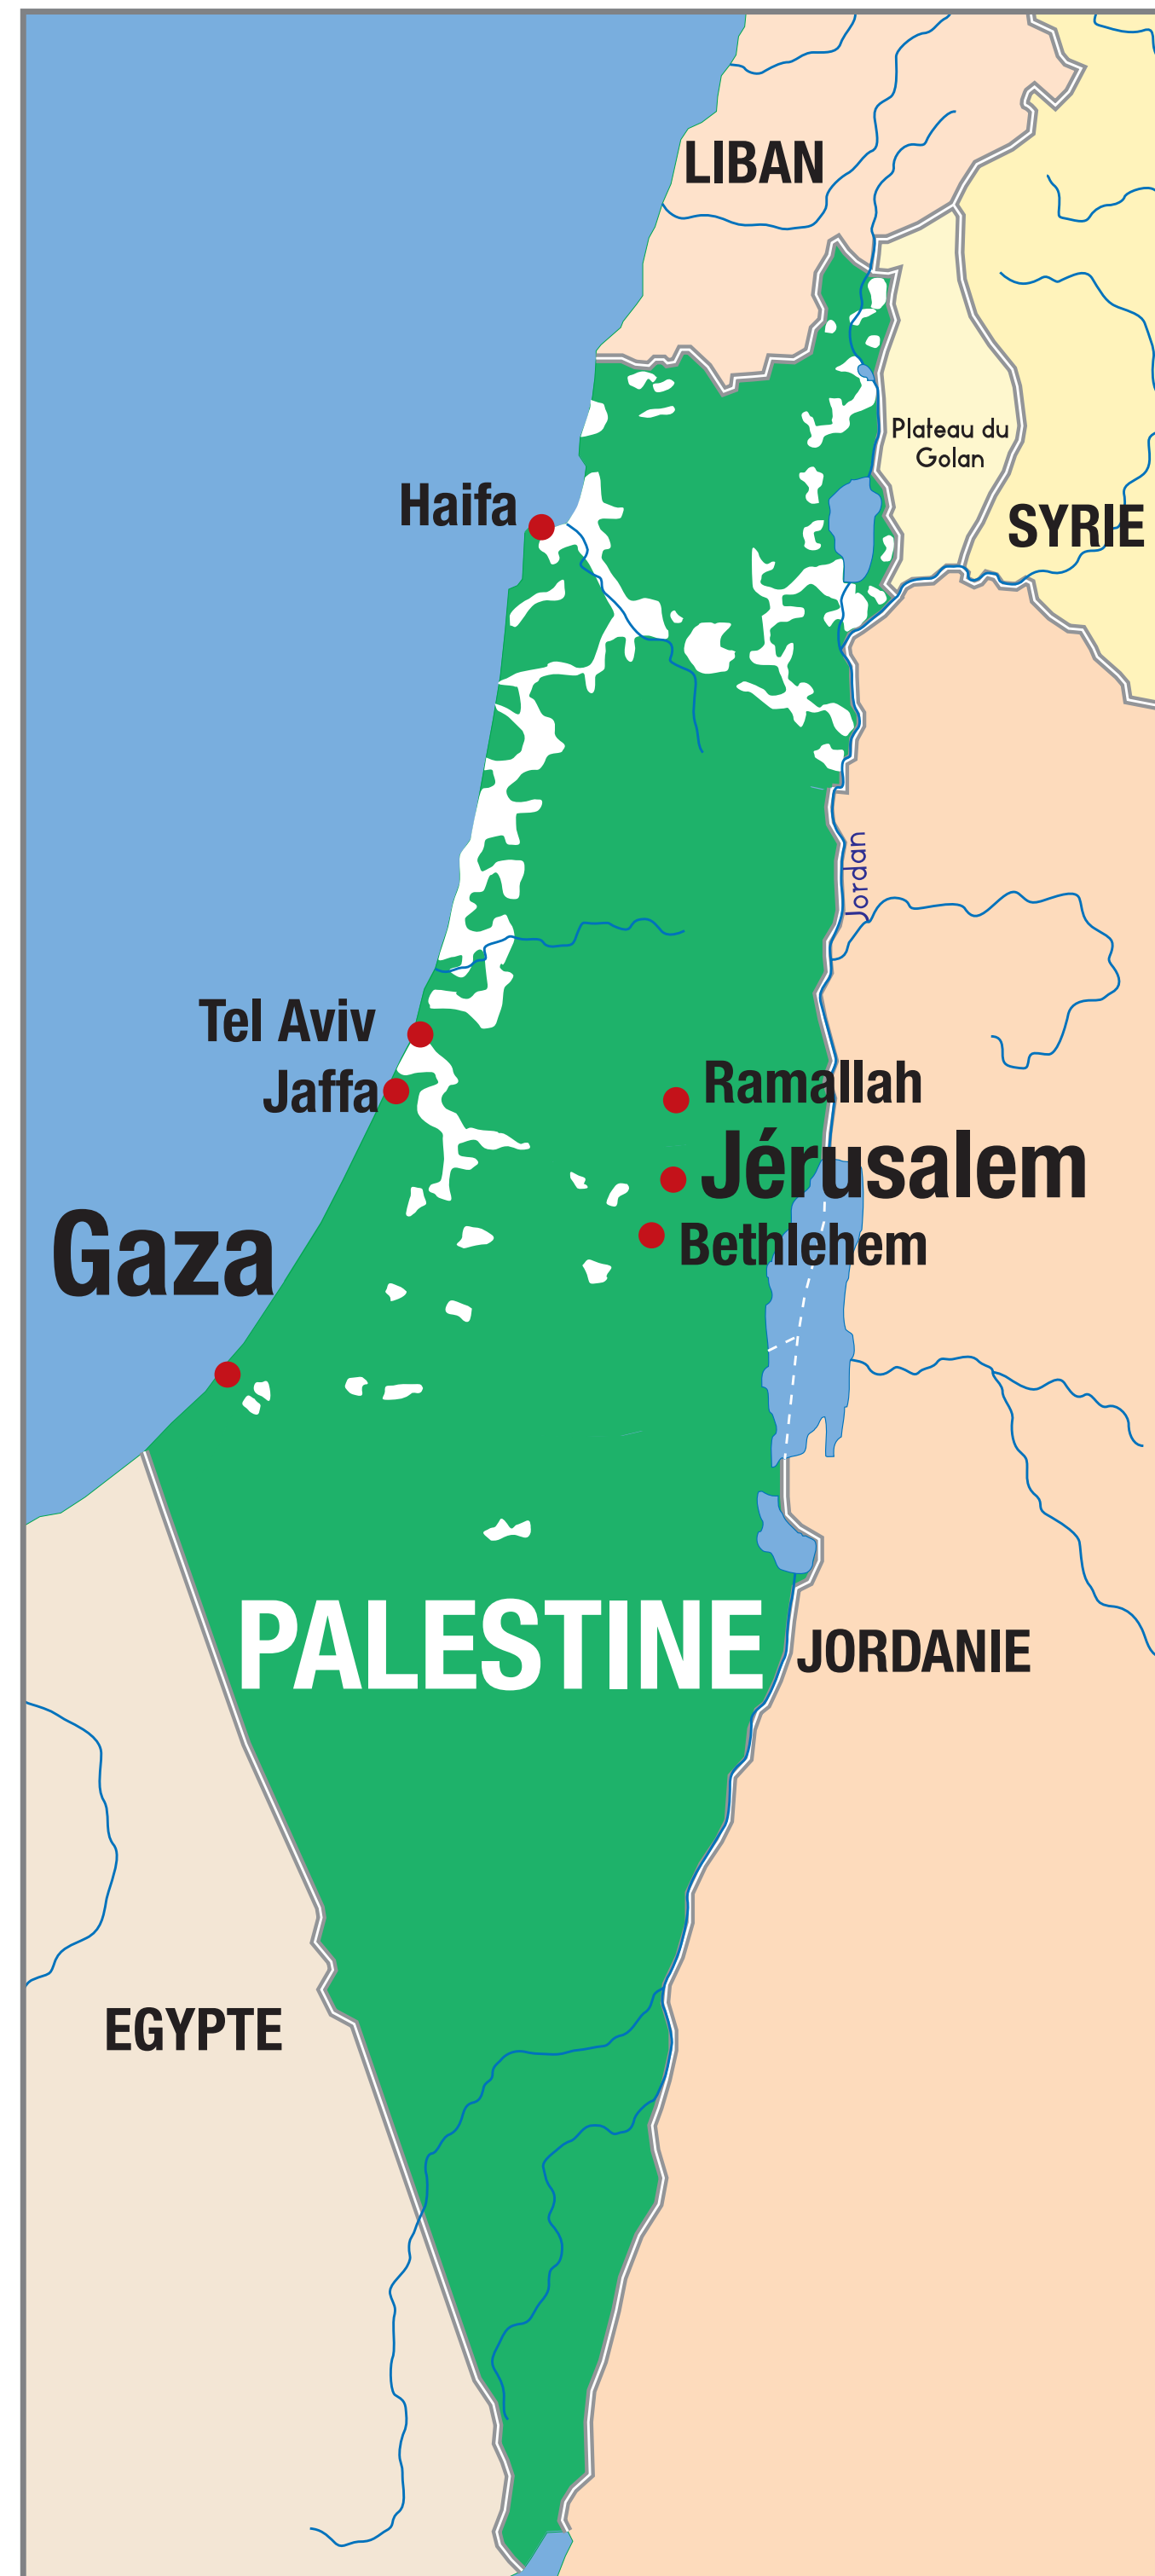 LIBAN
Plateau du
Golan
Haifa
SYRIE
Jordan
Tel Aviv
Ramallah
Jaffa
Jérusalem
Gaza
Bethlehem
PALESTINE
JORDANIE
EGYPTE